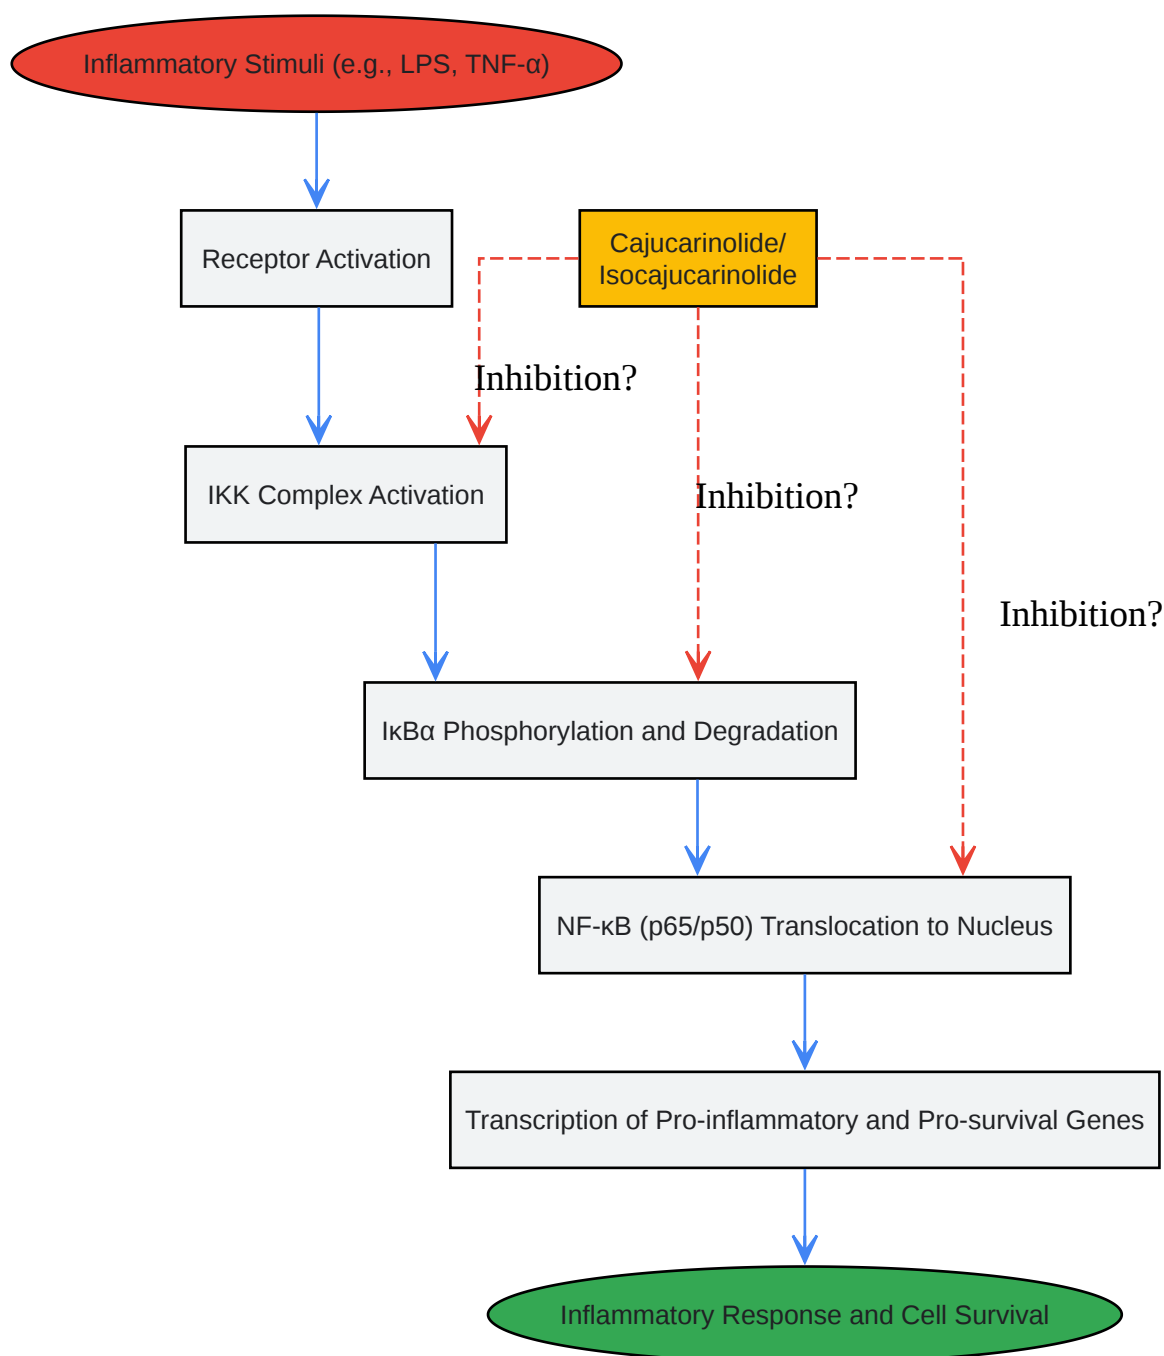 Inflammatory Stimuli (e.g., LPS, TNF-α)
Receptor Activation
Cajucarinolide/
Isocajucarinolide
Inhibition?
IKK Complex Activation
Inhibition?
Inhibition?
IκBα Phosphorylation and Degradation
NF-κB (p65/p50) Translocation to Nucleus
Transcription of Pro-inflammatory and Pro-survival Genes
Inflammatory Response and Cell Survival